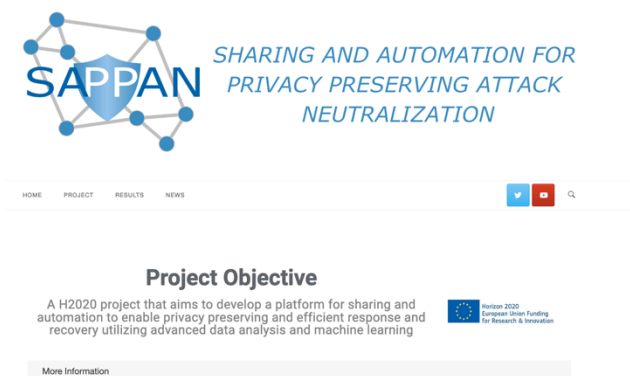 SAPPAN
SHARING AND AUTOMATION FOR
PRIVACY PRESERVING ATTACK
NEUTRALIZATION
HOME PROJECT RESULTS NEWS
Project Objective
A H2020 project that aims to develop a platform for sharing and
automation to enable privacy preserving and efficient response and
recovery utilizing advanced data analysis and machine learning
Horizon 2020
European Union Funding
for Research & Innovation
More Information